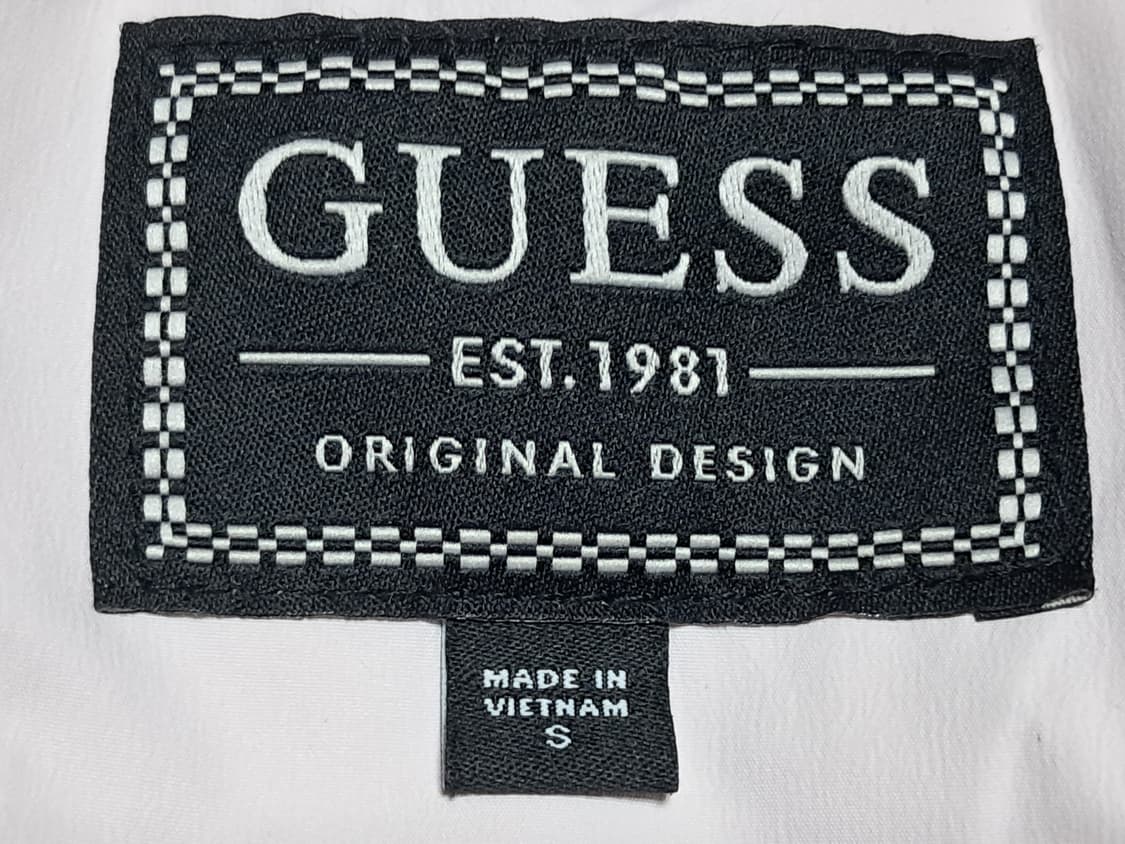 GUESS
EST. 1981
ORIGINAL DESIGN
MADE IN
VIETNAM
S